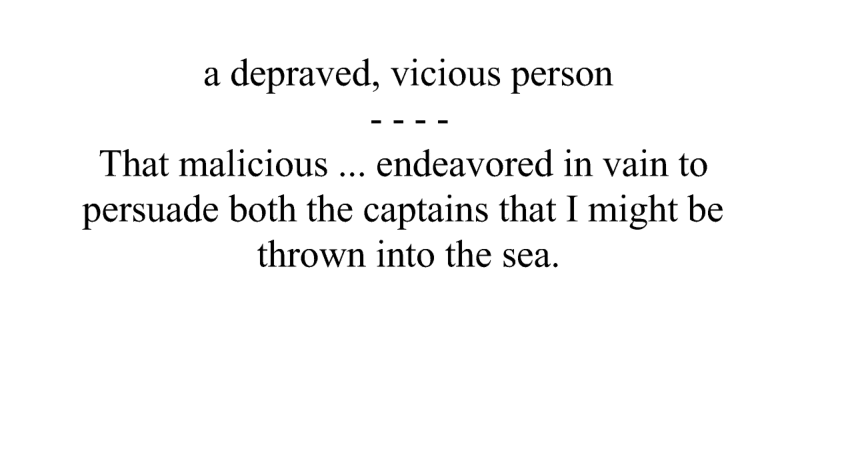 a depraved, vicious person
- - - -
That malicious ... endeavored in vain to
persuade both the captains that I might be
thrown into the sea.